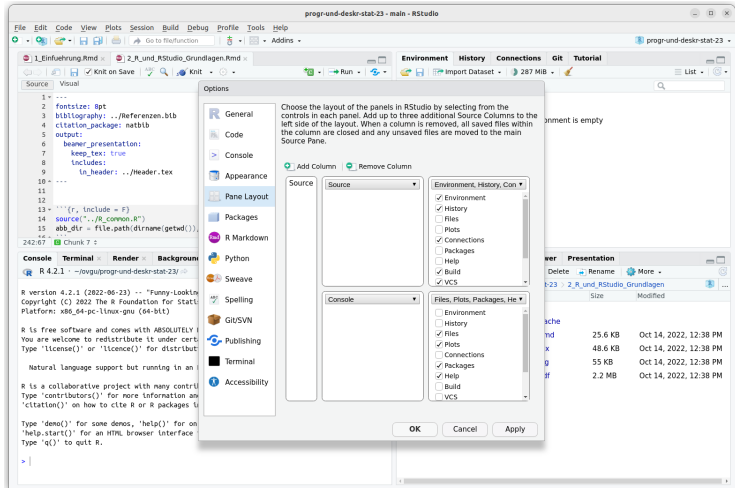 progr-und-deskr-stat-23 - main - RStudio
File Edit Code View Plots Session Build Debug Profile Tools Help
Go to file/function Addins progr-und-deskr-stat-23
1_Einfuehrung.Rmd 2_R_und_RStudio_Grundlagen.Rmd
Knit on Save Knit Run
Source Visual
1 ---
2 fontsize: 8pt
3 bibliography: ../Referenzen.bib
4 citation_package: natbib
5 output:
6 beamer_presentation:
7 keep_tex: true
8 includes:
9 in_header: ../Header.tex
10 ---
11
12
13 ```{r, include = F}
14 source("../R_common.R")
15 abb_dir = file.path(dirname(getwd()),
242:67 Chunk 7
Console Terminal Render Background
R 4.2.1 · ~/ovgu/progr-und-deskr-stat-23/
R version 4.2.1 (2022-06-23) -- "Funny-Lookin
Copyright (C) 2022 The R Foundation for Statis
Platform: x86_64-pc-linux-gnu (64-bit)
R is free software and comes with ABSOLUTELY
You are welcome to redistribute it under certa
Type 'license()' or 'licence()' for distribut
Natural language support but running in an
R is a collaborative project with many contri
Type 'contributors()' for more information an
'citation()' on how to cite R or R packages i
Type 'demo()' for some demos, 'help()' for on
'help.start()' for an HTML browser interface
Type 'q()' to quit R.
>
Options
General
Code
Console
Appearance
Pane Layout
Packages
R Markdown
Python
Sweave
Spelling
Git/SVN
Publishing
Terminal
Accessibility
Choose the layout of the panels in RStudio by selecting from the
controls in each panel. Add up to three additional Source Columns to the
left side of the layout. When a column is removed, all saved files within
the column are closed and any unsaved files are moved to the main
Source Pane.
Add Column Remove Column
Source
Source
Environment, History, Con
Environment
History
Files
Plots
Connections
Packages
Help
Build
VCS
Console
Files, Plots, Packages, He
Environment
History
Files
Plots
Connections
Packages
Help
Build
VCS
OK Cancel Apply
Environment History Connections Git Tutorial
Import Dataset 287 MiB List
onment is empty
wer Presentation
Delete Rename More
t-23 2_R_und_RStudio_Grundlagen
Size Modified
ache
md 25.6 KB Oct 14, 2022, 12:38 PM
x 48.6 KB Oct 14, 2022, 12:38 PM
g 55 KB Oct 14, 2022, 12:38 PM
df 2.2 MB Oct 14, 2022, 12:38 PM